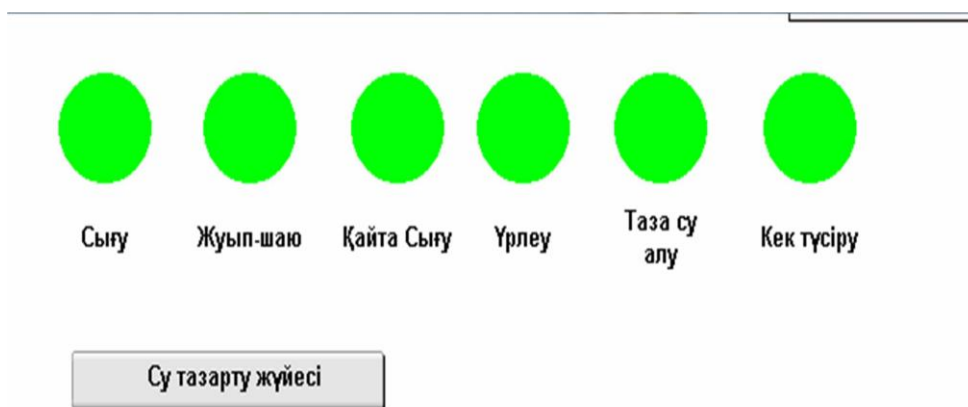 Сығу
Жуып-шаю
Қайта Сығу
Үрлеу
Таза су
алу
Кек түсіру
Су тазарту жүйесі